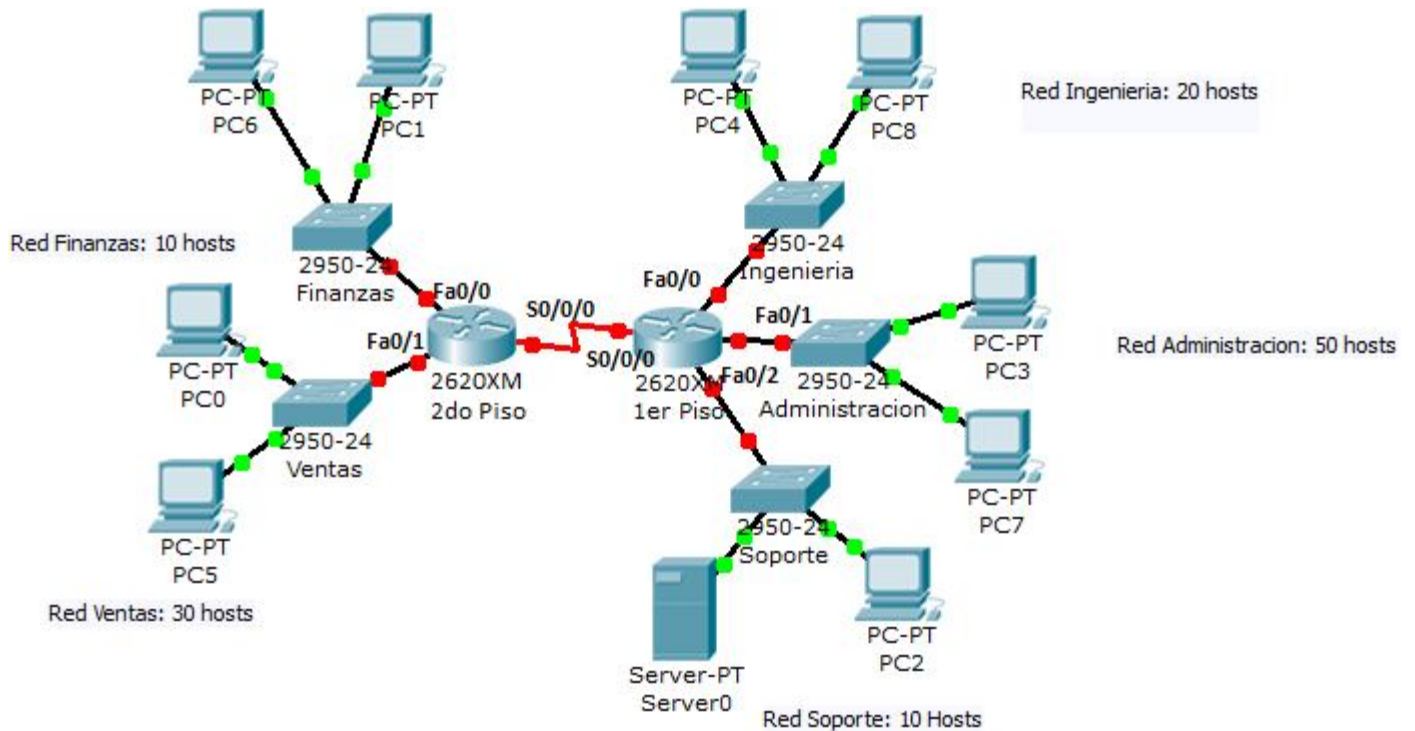 PC-PT
PC6
PC-PT
PC1
PC-PT
PC4
PC-PT
PC8
Red Ingenieria: 20 hosts
Red Finanzas: 10 hosts
2950-24
Finanzas
2950-24
Ingenieria
Fa0/0
S0/0/0
Fa0/0
Fa0/1
Fa0/1
S0/0/0
Fa0/2
PC-PT
PC0
2620XM
2do Piso
2620XM
1er Piso
2950-24
Administracion
PC-PT
PC3
Red Administracion: 50 hosts
2950-24
Ventas
PC-PT
PC5
Red Ventas: 30 hosts
2950-24
Soporte
PC-PT
PC7
Server-PT
Server0
PC-PT
PC2
Red Soporte: 10 Hosts